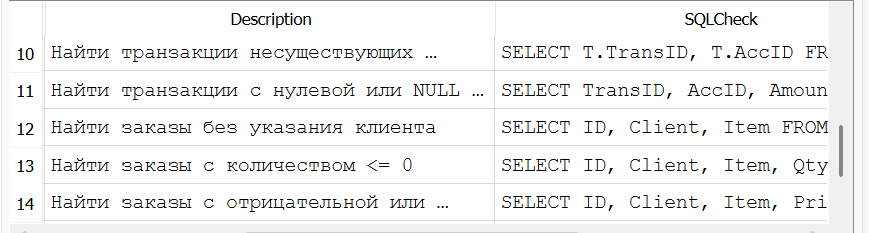 Description SQLCheck
10 Найти транзакции несуществующих … SELECT T.TransID, T.AccID FR
11 Найти транзакции с нулевой или NULL … SELECT TransID, AccID, Amoun
12 Найти заказы без указания клиента SELECT ID, Client, Item FROM
13 Найти заказы с количеством <= 0 SELECT ID, Client, Item, Qty
14 Найти заказы с отрицательной или … SELECT ID, Client, Item, Pri